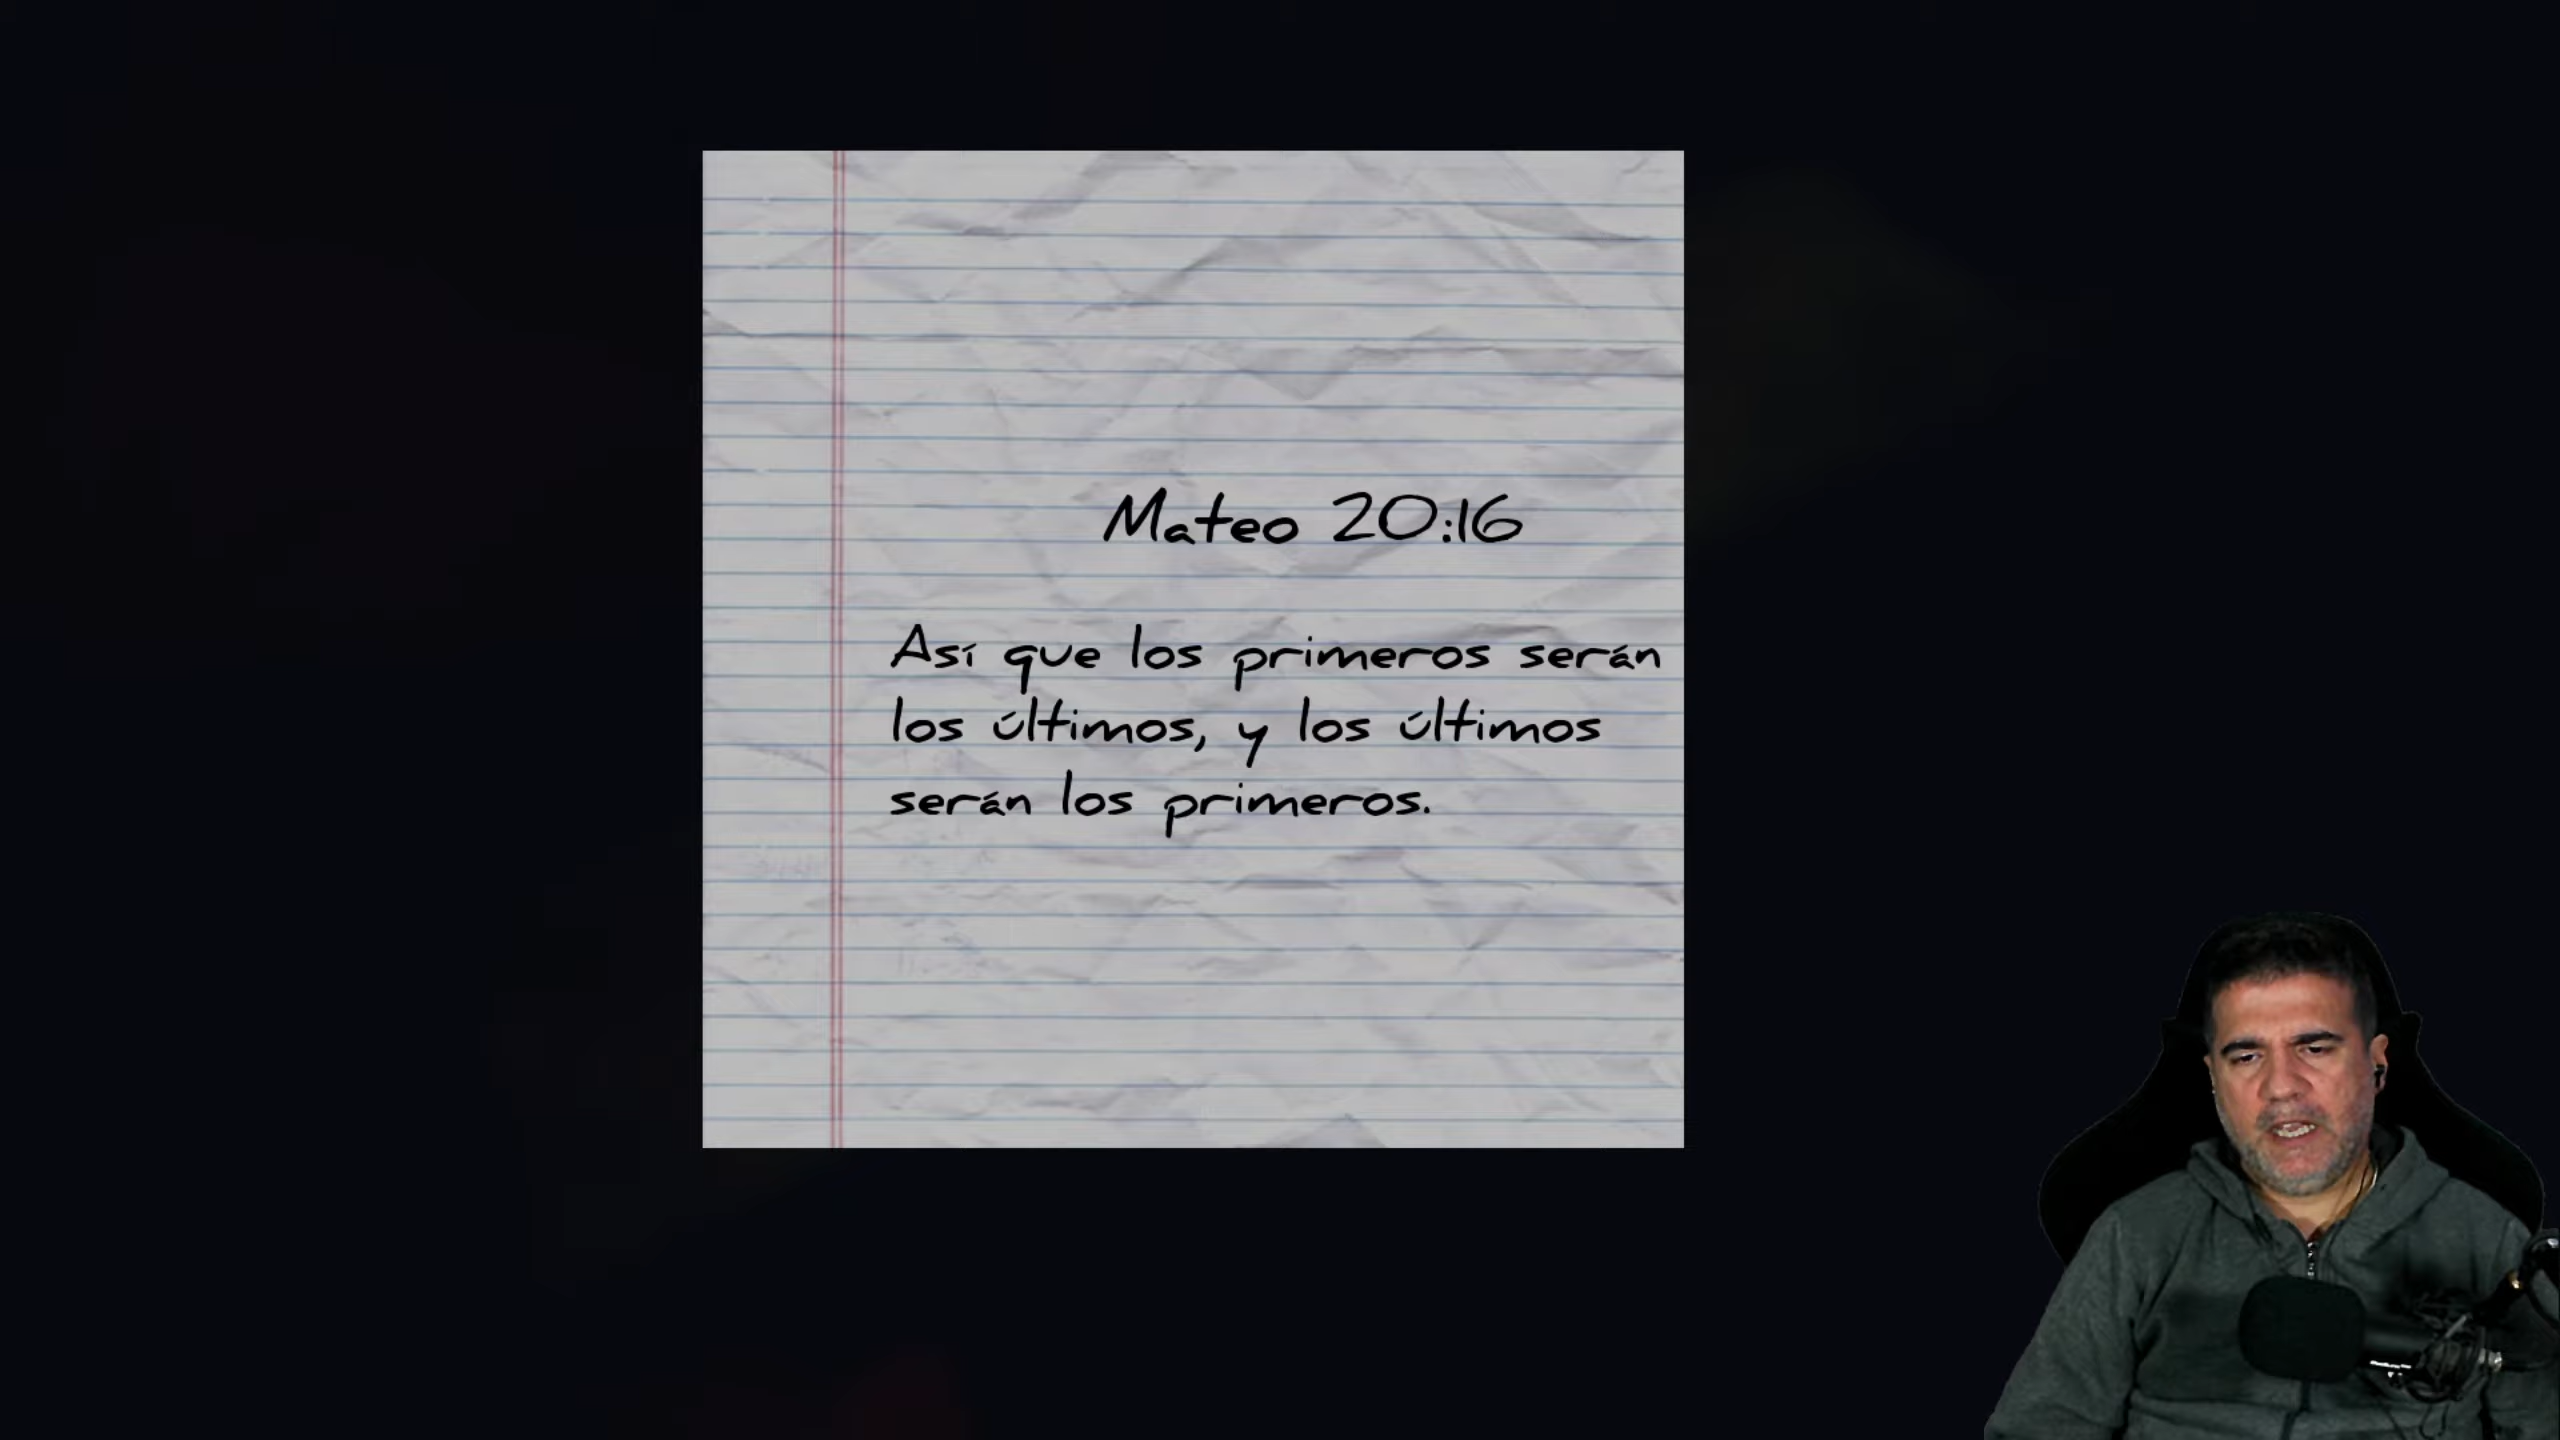 Mateo 20:16
Así que los primeros serán
los últimos, y los últimos
serán los primeros.